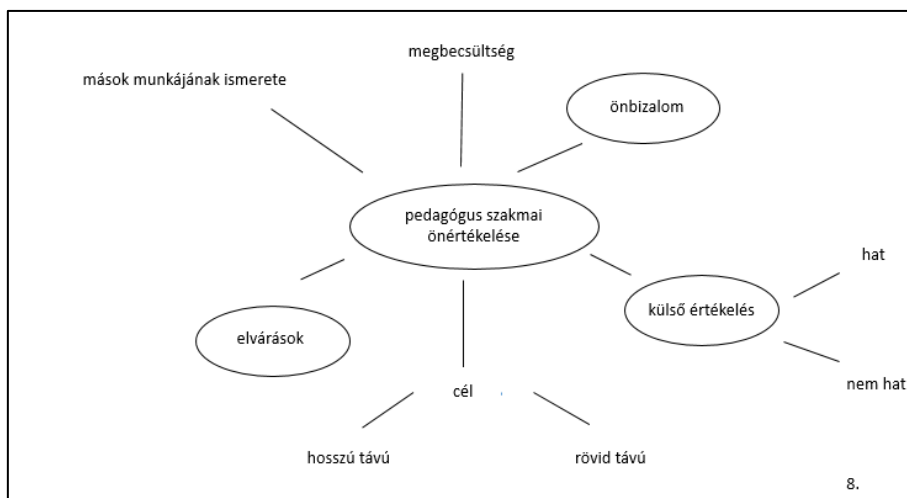 megbecsültség
mások munkájának ismerete
önbizalom
pedagógus szakmai
önértékelése
hat
külső értékelés
elvárások
nem hat
cél
hosszú távú
rövid távú
8.